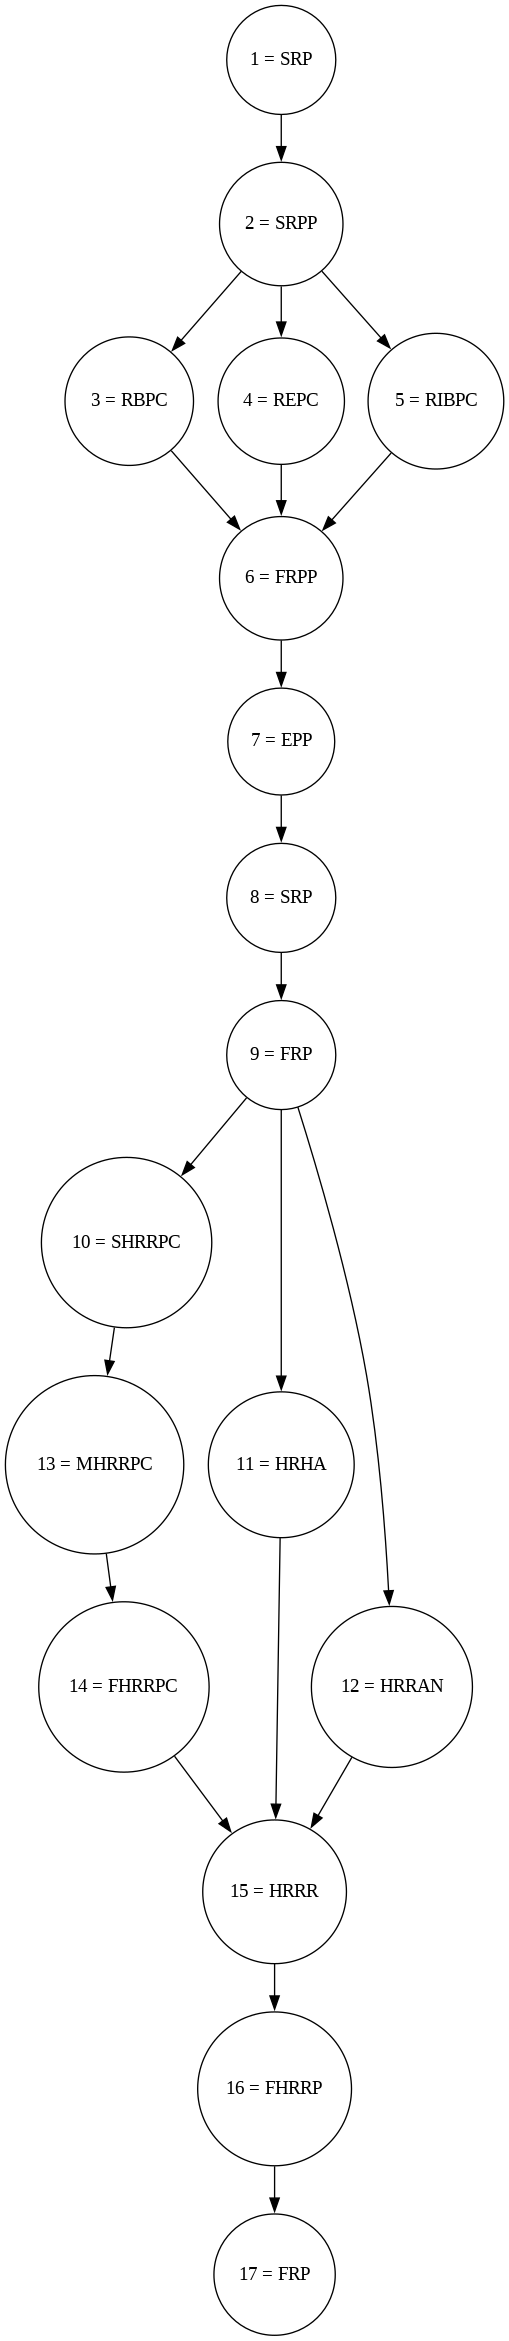 1 = SRP
2 = SRPP
3 = RBPC
4 = REPC
5 = RIBPC
6 = FRPP
7 = EPP
8 = SRP
9 = FRP
10 = SHRRPC
13 = MHRRPC
11 = HRHA
14 = FHRRPC
12 = HRRAN
15 = HRRR
16 = FHRRP
17 = FRP